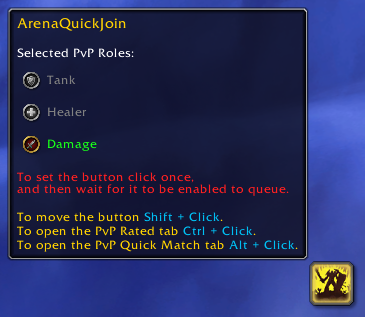 ArenaQuickJoin
Selected PvP Roles:
Tank
Healer
Damage
To set the button click once,
and then wait for it to be enabled to queue.
To move the button Shift + Click.
To open the PvP Rated tab Ctrl + Click.
To open the PvP Quick Match tab Alt + Click.